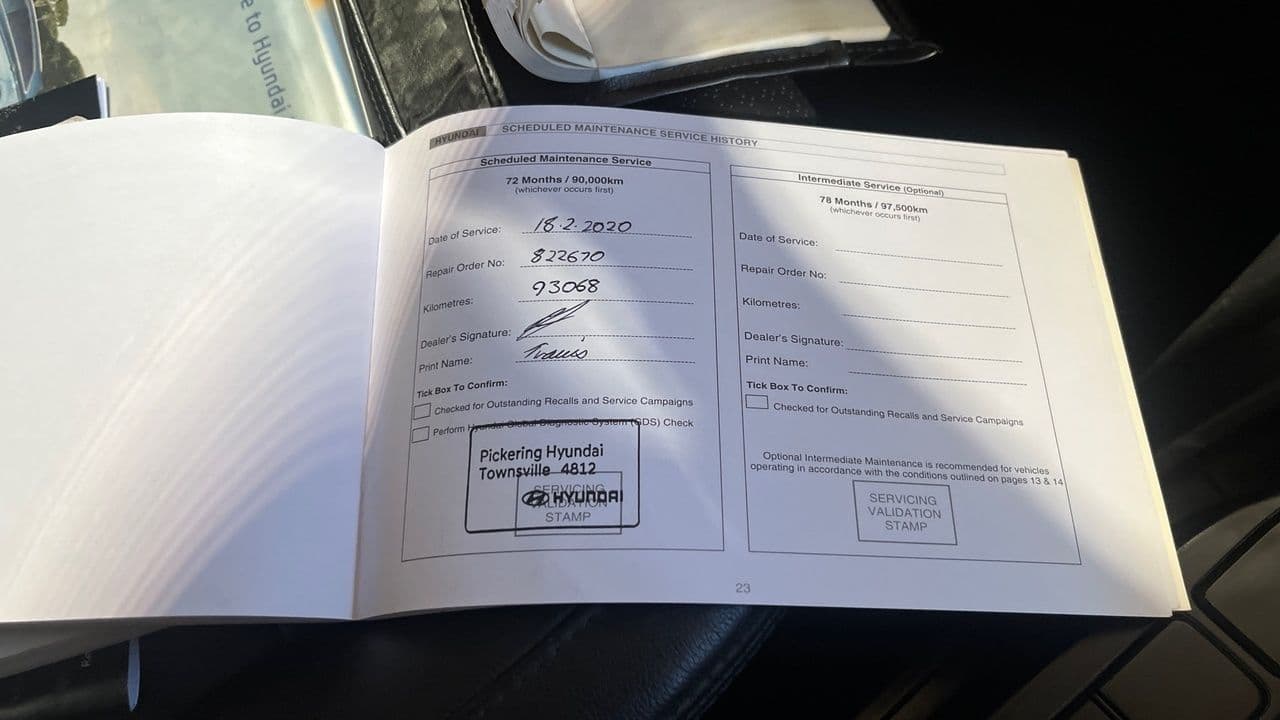 e to Hyundai
HYUNDAI SCHEDULED MAINTENANCE SERVICE HISTORY
Scheduled Maintenance Service
72 Months / 90,000km
(whichever occurs first)
Date of Service: 18.2.2020
Repair Order No: 822670
Kilometres: 93068
Dealer's Signature:
Print Name: Travis
Tick Box To Confirm:
Checked for Outstanding Recalls and Service Campaigns
Perform Hyundai Global Diagnostic System (GDS) Check
Pickering Hyundai
Townsville 4812
HYUNDAI
SERVICING
VALIDATION
STAMP
Intermediate Service (Optional)
78 Months / 97,500km
(whichever occurs first)
Date of Service:
Repair Order No:
Kilometres:
Dealer's Signature:
Print Name:
Tick Box To Confirm:
Checked for Outstanding Recalls and Service Campaigns
Optional Intermediate Maintenance is recommended for vehicles
operating in accordance with the conditions outlined on pages 13 & 14
SERVICING
VALIDATION
STAMP
23